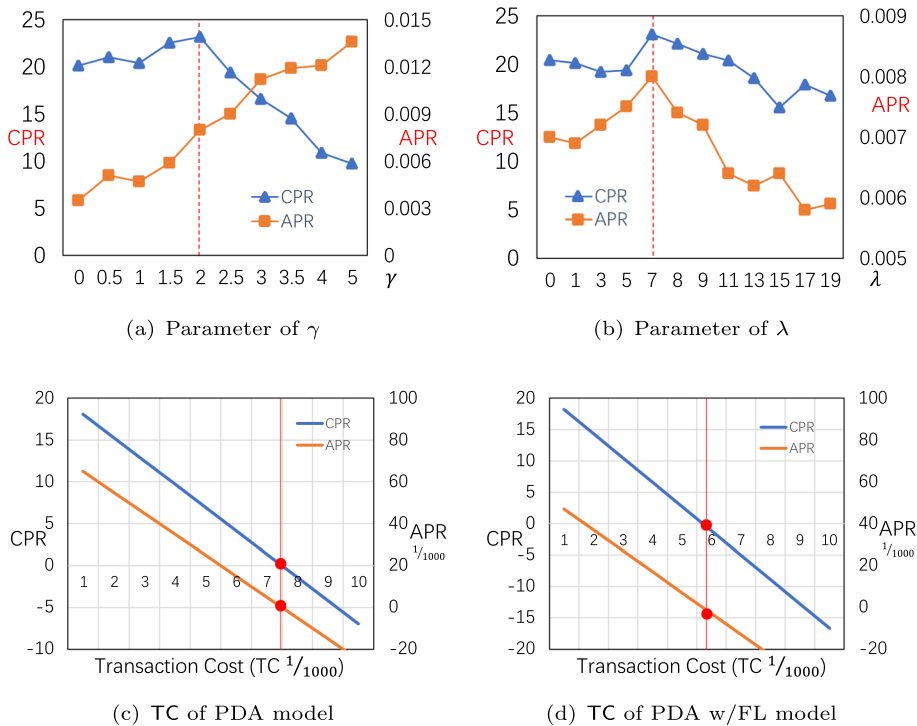 25
20
15
10
5
0
CPR
0.015
0.012
0.009
0.006
0.003
0
APR
CPR
APR
0 0.5 1 1.5 2 2.5 3 3.5 4 5 γ
(a) Parameter of γ
25
20
15
10
5
0
CPR
0.009
0.008
0.007
0.006
0.005
APR
CPR
APR
0 1 3 5 7 8 9 11 13 15 17 19 λ
(b) Parameter of λ
20
15
10
5
0
-5
-10
CPR
100
80
60
40
20
0
-20
APR
1/1000
CPR
APR
1 2 3 4 5 6 7 8 9 10
Transaction Cost (TC 1/1000)
(c) TC of PDA model
20
15
10
5
0
-5
-10
-15
-20
CPR
100
80
60
40
20
0
-20
APR
1/1000
CPR
APR
1 2 3 4 5 6 7 8 9 10
Transaction Cost (TC 1/1000)
(d) TC of PDA w/FL model